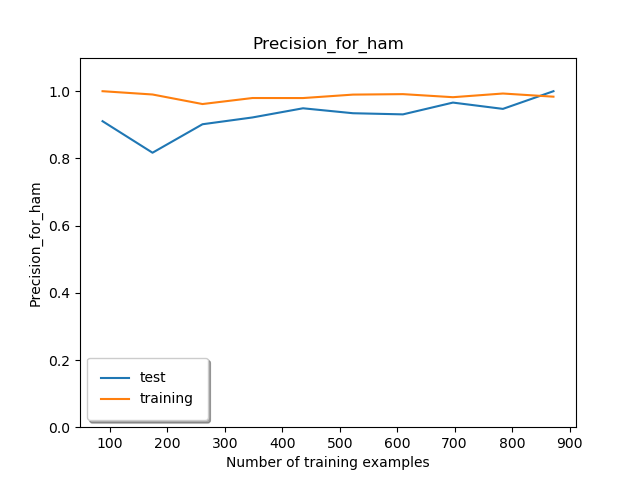 Precision_for_ham
Precision_for_ham
1.0
0.8
0.6
0.4
0.2
0.0
test
training
100 200 300 400 500 600 700 800 900
Number of training examples